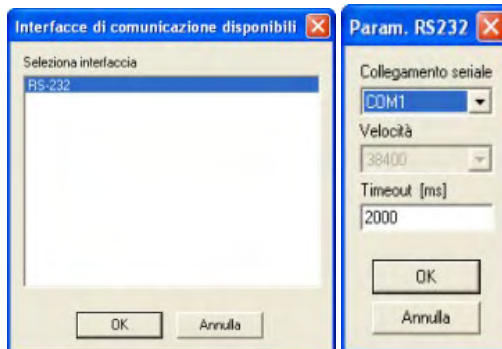 Interfacce di comunicazione disponibili
Seleziona interfaccia
RS-232
OK
Annulla
Param. RS232
Collegamento seriale
COM1
Velocità
38400
Timeout [ms]
2000
OK
Annulla